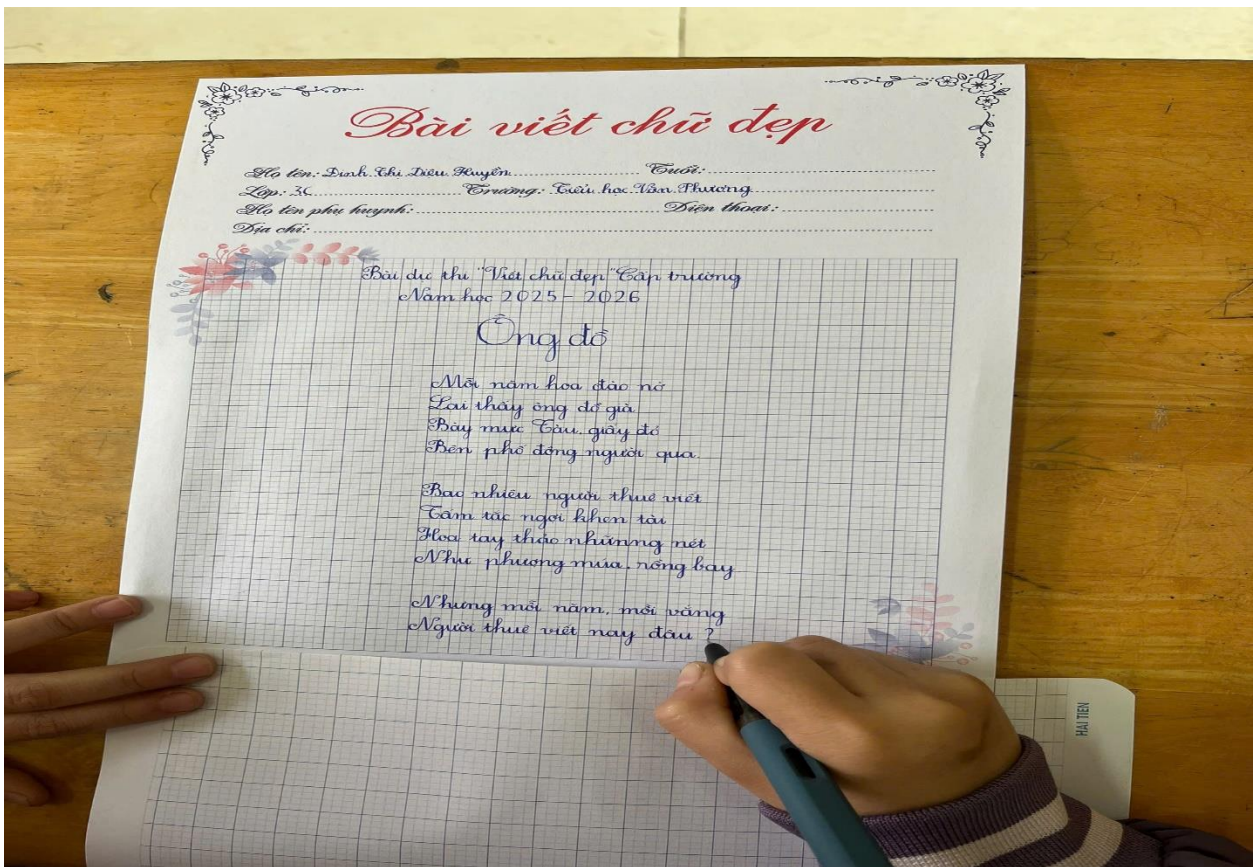 Bài viết chữ đẹp
Họ tên: Đinh Thị Diệu Huyền Tuổi:
Lớp: 3C Trường: Tiểu học Vân Phương
Họ tên phụ huynh: Điện thoại:
Địa chỉ:
Bài dự thi "Viết chữ đẹp" Cấp trường
Năm học 2025 - 2026
Ông đồ
Mỗi năm hoa đào nở
Lại thấy ông đồ già
Bày mực Tàu, giấy đỏ
Bên phố đông người qua.
Bao nhiêu người thuê viết
Tấm tắc ngợi khen tài
Hoa tay thảo nhữnng nét
Như phượng múa, rồng bay
Nhưng mỗi năm, mỗi vắng
Người thuê viết nay đâu ?
HẢI TIẾN